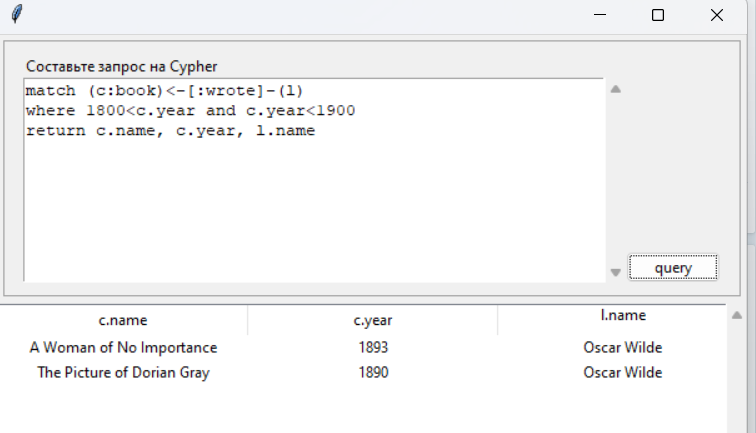 Составьте запрос на Cypher
match (c:book)<-[:wrote]-(l)
where 1800<c.year and c.year<1900
return c.name, c.year, l.name
query
c.name c.year l.name
A Woman of No Importance 1893 Oscar Wilde
The Picture of Dorian Gray 1890 Oscar Wilde